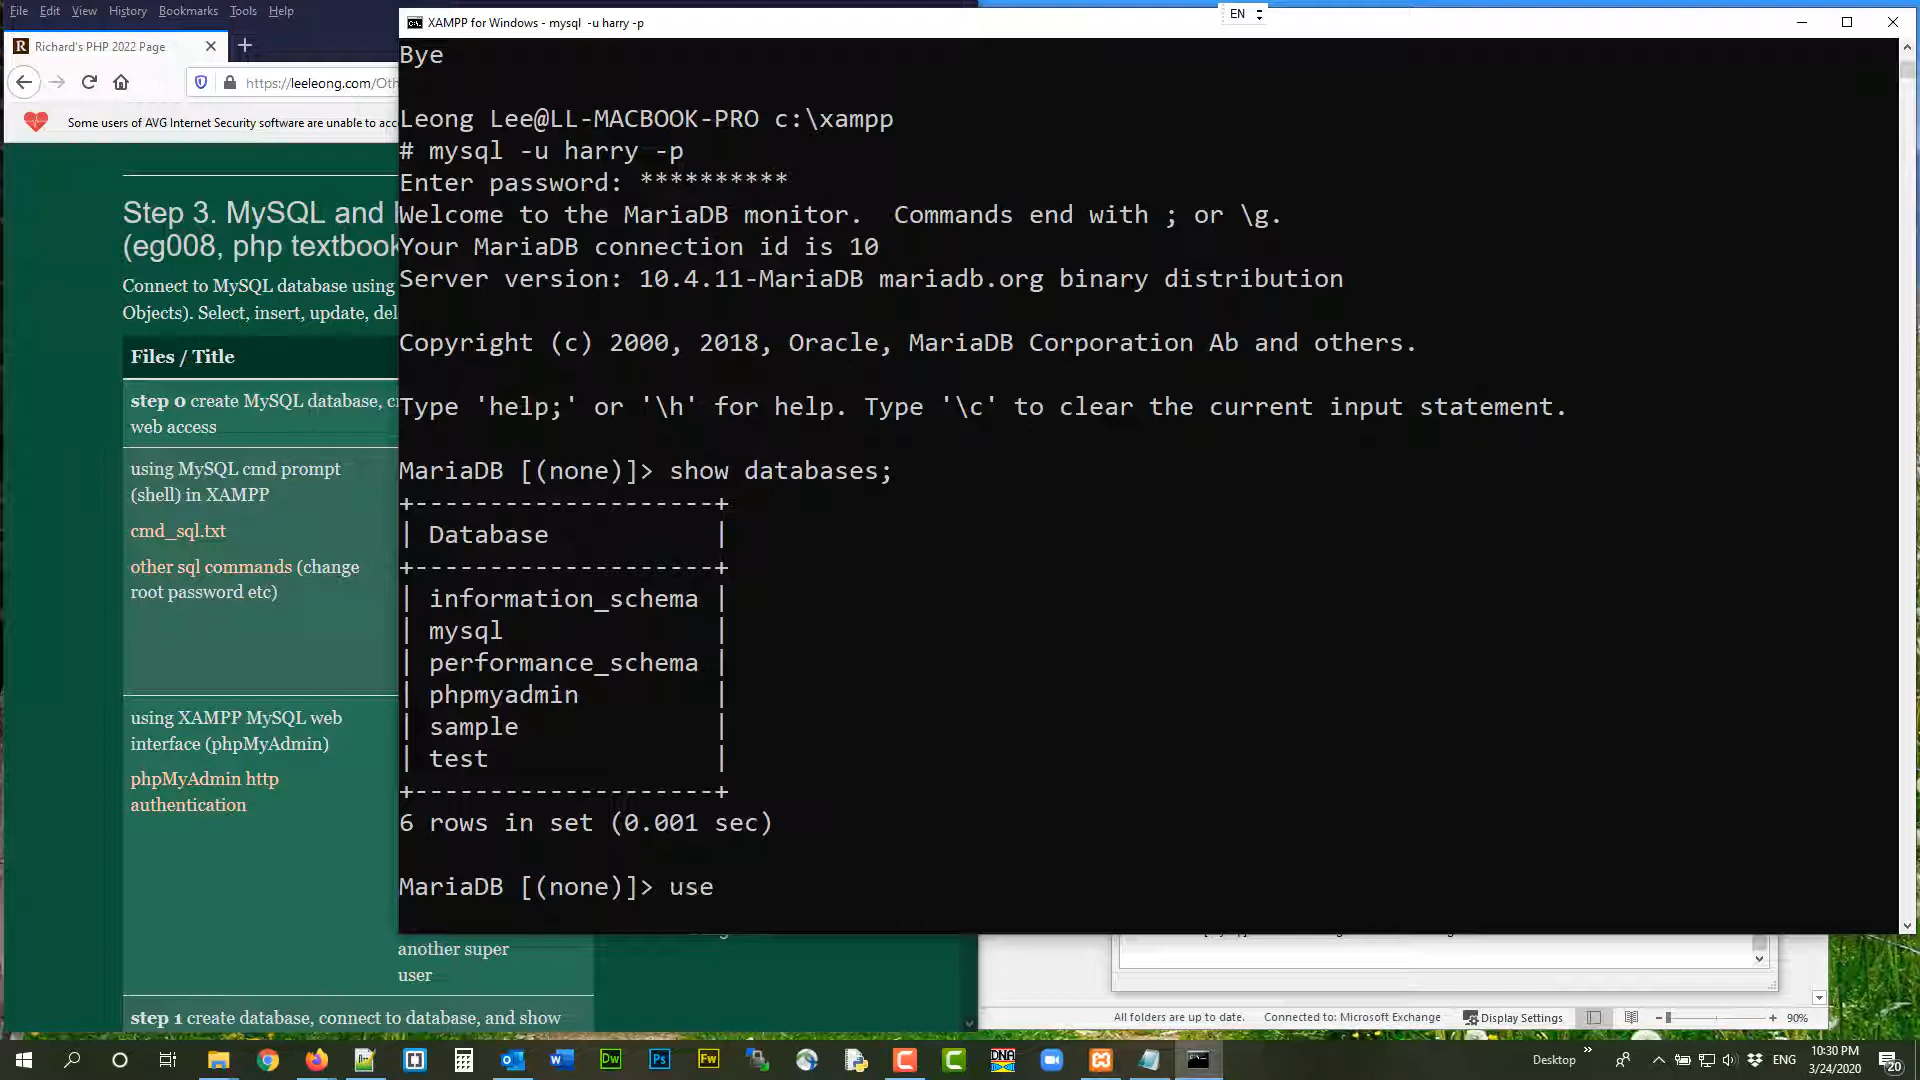 File Edit View History Bookmarks Tools Help
XAMPP for Windows - mysql -u harry -p
EN
Richard's PHP 2022 Page
https://leeleong.com/Oth
Some users of AVG Internet Security software are unable to acc
Step 3. MySQL and
(eg008, php textbook
Connect to MySQL database using
Objects). Select, insert, update, del
Files / Title
step 0 create MySQL database, cr
web access
using MySQL cmd prompt
(shell) in XAMPP
cmd_sql.txt
other sql commands (change
root password etc)
using XAMPP MySQL web
interface (phpMyAdmin)
phpMyAdmin http
authentication
another super
user
step 1 create database, connect to database, and show
Bye
Leong Lee@LL-MACBOOK-PRO c:\xampp
# mysql -u harry -p
Enter password: **********
Welcome to the MariaDB monitor.  Commands end with ; or \g.
Your MariaDB connection id is 10
Server version: 10.4.11-MariaDB mariadb.org binary distribution
Copyright (c) 2000, 2018, Oracle, MariaDB Corporation Ab and others.
Type 'help;' or '\h' for help. Type '\c' to clear the current input statement.
MariaDB [(none)]> show databases;
+--------------------+
| Database           |
+--------------------+
| information_schema |
| mysql              |
| performance_schema |
| phpmyadmin         |
| sample             |
| test               |
+--------------------+
6 rows in set (0.001 sec)
MariaDB [(none)]> use
All folders are up to date. Connected to: Microsoft Exchange Display Settings 90%
Dw Ps Fw DNA
Desktop ENG
10:30 PM
3/24/2020
20